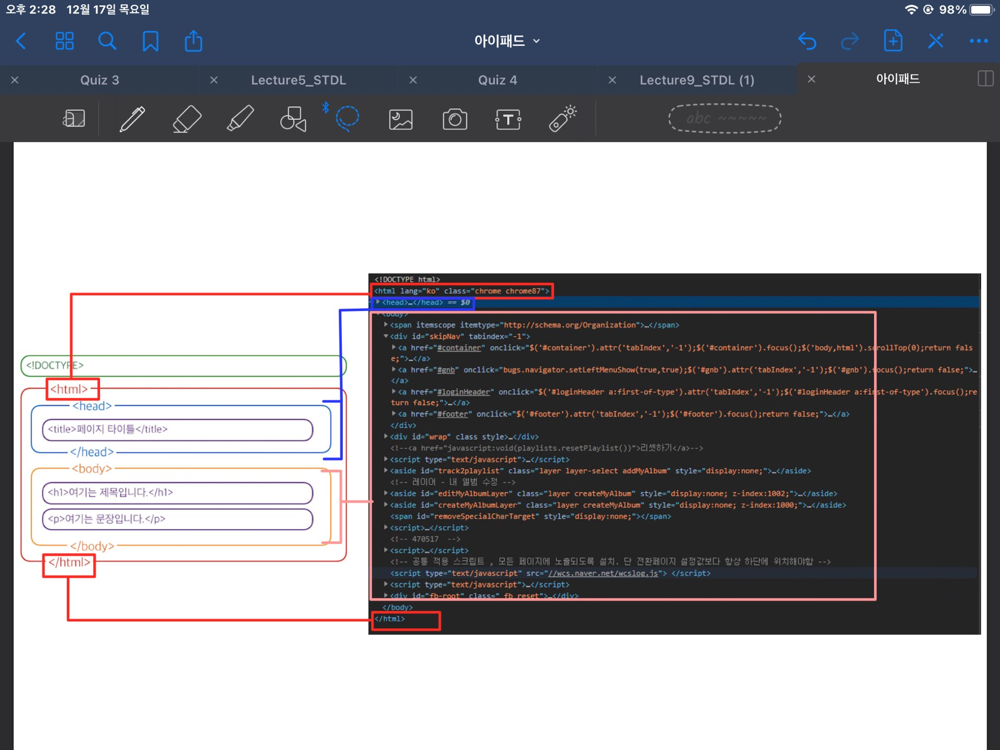 오후 2:28 12월 17일 목요일
98%
아이패드
Quiz 3
Lecture5_STDL
Quiz 4
Lecture9_STDL (1)
아이패드
abc
<!DOCTYPE>
<html>
<head>
<title>페이지 타이틀</title>
</head>
<body>
<h1>여기는 제목입니다.</h1>
<p>여기는 문장입니다.</p>
</body>
</html>
<!DOCTYPE html>
<html lang="ko" class="chrome chrome87">
<head>…</head> == $0
<body>
<span itemscope itemtype="http://schema.org/Organization">…</span>
<div id="skipNav" tabindex="-1">
<a href="#container" onclick="$('#container').attr('tabIndex','-1');$('#container').focus();$('body,html').scrollTop(0);return fals
e;">…</a>
<a href="#gnb" onclick="bugs.navigator.setLeftMenuShow(true,true);$('#gnb').attr('tabIndex','-1');$('#gnb').focus();return false;">…
</a>
<a href="#loginHeader" onclick="$('#loginHeader a:first-of-type').attr('tabIndex','-1');$('#loginHeader a:first-of-type').focus();re
turn false;">…</a>
<a href="#footer" onclick="$('#footer').attr('tabIndex','-1');$('#footer').focus();return false;">…</a>
</div>
<div id="wrap" class style>…</div>
<!--<a href="javascript:void(playlists.resetPlaylist())">리셋하기</a>-->
<script type="text/javascript">…</script>
<aside id="track2playlist" class="layer layer-select addMyAlbum" style="display:none;">…</aside>
<!-- 레이어 - 내 앨범 수정 -->
<aside id="editMyAlbumLayer" class="layer createMyAlbum" style="display:none; z-index:1002;">…</aside>
<aside id="createMyAlbumLayer" class="layer createMyAlbum" style="display:none; z-index:1000;">…</aside>
<span id="removeSpecialCharTarget" style="display:none;"></span>
<script>…</script>
<!-- 470517 -->
<script>…</script>
<!-- 공통 적용 스크립트 , 모든 페이지에 노출되도록 설치. 단 전환페이지 설정값보다 항상 하단에 위치해야함 -->
<script type="text/javascript" src="//wcs.naver.net/wcslog.js"> </script>
<script type="text/javascript">…</script>
<div id="fb-root" class=" fb_reset">…</div>
</body>
</html>